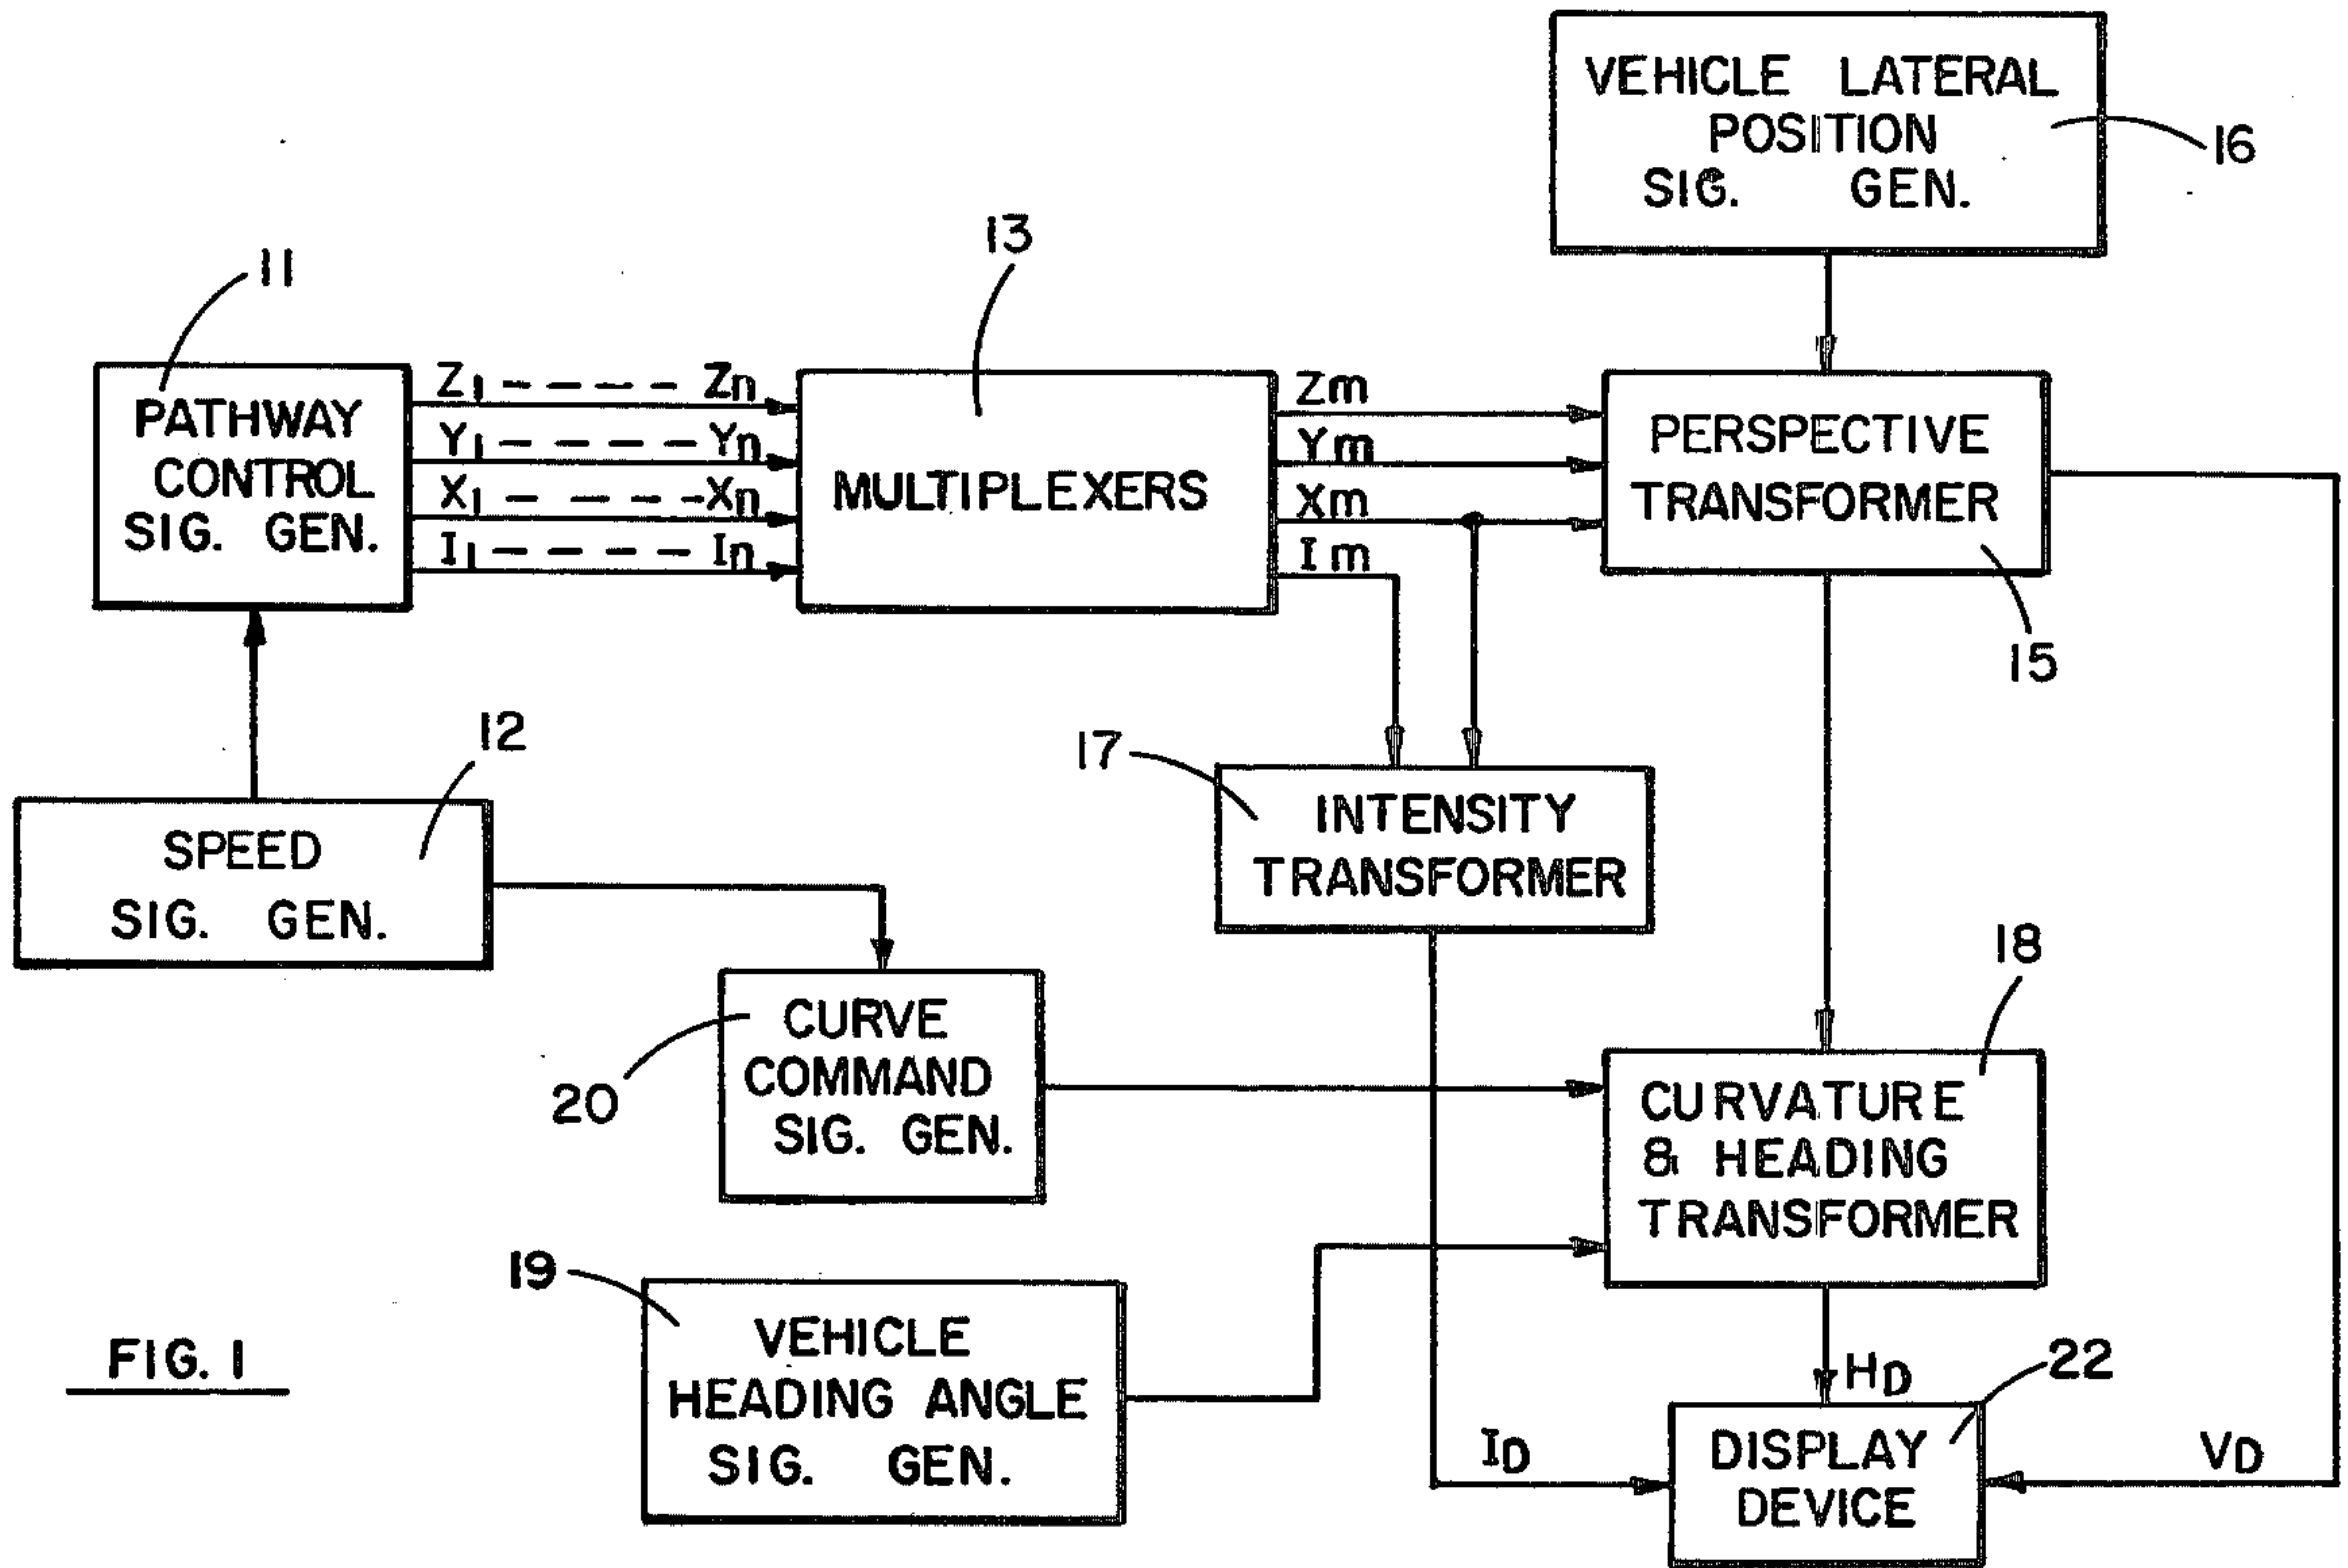 VEHICLE LATERAL
POSITION
SIG. GEN.
16
13
11
PATHWAY
CONTROL
SIG. GEN.
Z1 - - - - Zn
Y1 - - - - Yn
X1 - - - - Xn
I1 - - - - In
MULTIPLEXERS
Zm
Ym
Xm
Im
PERSPECTIVE
TRANSFORMER
15
12
SPEED
SIG. GEN.
17
INTENSITY
TRANSFORMER
18
20
CURVE
COMMAND
SIG. GEN.
CURVATURE
& HEADING
TRANSFORMER
19
VEHICLE
HEADING ANGLE
SIG. GEN.
FIG. 1
HD
22
ID
DISPLAY
DEVICE
VD